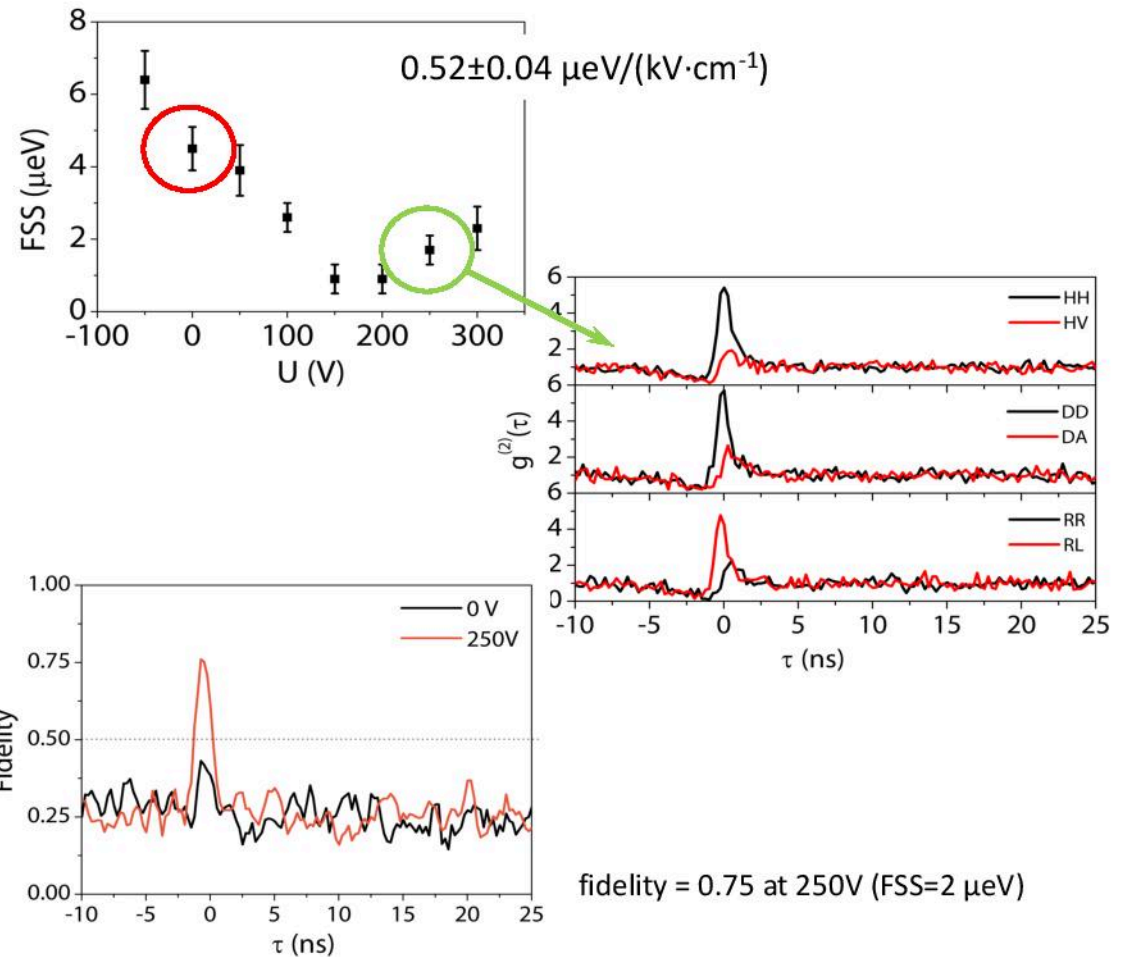 0.52±0.04 μeV/(kV·cm⁻¹)
8
6
4
2
0
FSS (μeV)
-100 0 100 200 300
U (V)
6
4
2
HH
HV
6
4
2
DD
DA
6
4
2
0
RR
RL
g⁽²⁾(τ)
-10 -5 0 5 10 15 20 25
τ (ns)
1.00
0.75
0.50
0.25
0.00
Fidelity
0 V
250V
-10 -5 0 5 10 15 20 25
τ (ns)
fidelity = 0.75 at 250V (FSS=2 μeV)